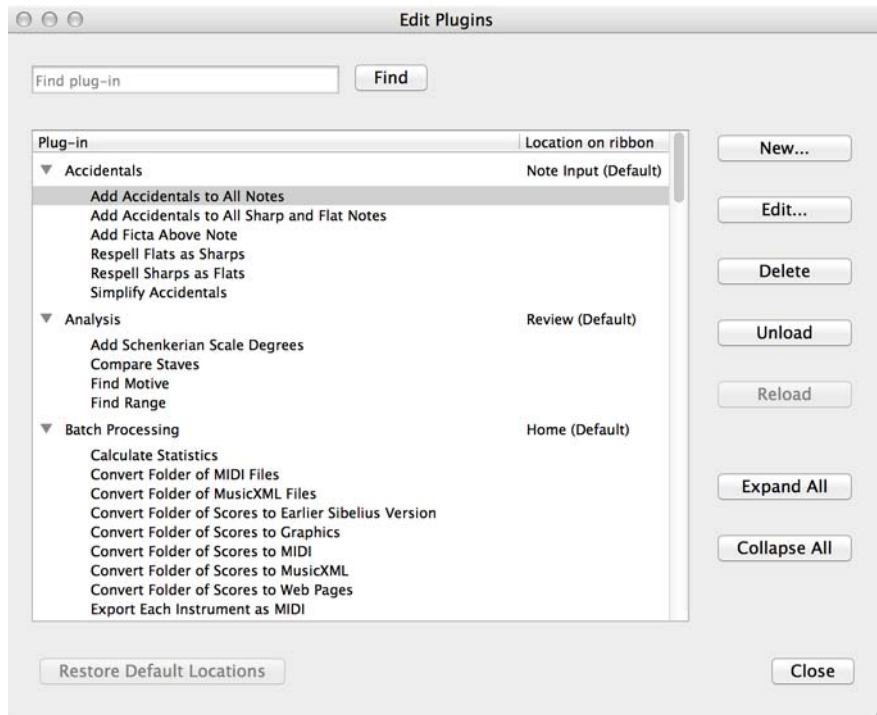 Edit Plugins
Find plug-in
Find
Plug-in Location on ribbon
Accidentals Note Input (Default)
Add Accidentals to All Notes
Add Accidentals to All Sharp and Flat Notes
Add Ficta Above Note
Respell Flats as Sharps
Respell Sharps as Flats
Simplify Accidentals
Analysis Review (Default)
Add Schenkerian Scale Degrees
Compare Staves
Find Motive
Find Range
Batch Processing Home (Default)
Calculate Statistics
Convert Folder of MIDI Files
Convert Folder of MusicXML Files
Convert Folder of Scores to Earlier Sibelius Version
Convert Folder of Scores to Graphics
Convert Folder of Scores to MIDI
Convert Folder of Scores to MusicXML
Convert Folder of Scores to Web Pages
Export Each Instrument as MIDI
New...
Edit...
Delete
Unload
Reload
Expand All
Collapse All
Restore Default Locations
Close